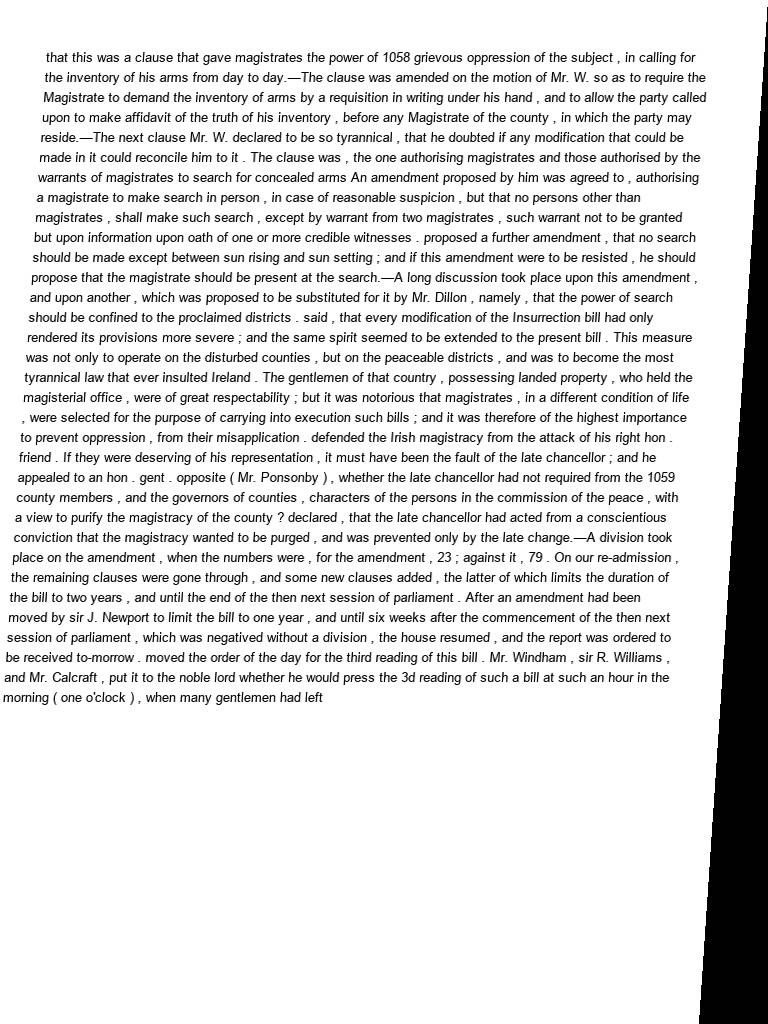 that this was a clause that gave magistrates the power of 1058 grievous oppression of the subject , in calling for
the inventory of his arms from day to day.—The clause was amended on the motion of Mr. W. so as to require the
Magistrate to demand the inventory of arms by a requisition in writing under his hand , and to allow the party called
upon to make affidavit of the truth of his inventory , before any Magistrate of the county , in which the party may
reside.—The next clause Mr. W. declared to be so tyrannical , that he doubted if any modification that could be
made in it could reconcile him to it . The clause was , the one authorising magistrates and those authorised by the
warrants of magistrates to search for concealed arms An amendment proposed by him was agreed to , authorising
a magistrate to make search in person , in case of reasonable suspicion , but that no persons other than
magistrates , shall make such search , except by warrant from two magistrates , such warrant not to be granted
but upon information upon oath of one or more credible witnesses . proposed a further amendment , that no search
should be made except between sun rising and sun setting ; and if this amendment were to be resisted , he should
propose that the magistrate should be present at the search.—A long discussion took place upon this amendment ,
and upon another , which was proposed to be substituted for it by Mr. Dillon , namely , that the power of search
should be confined to the proclaimed districts . said , that every modification of the Insurrection bill had only
rendered its provisions more severe ; and the same spirit seemed to be extended to the present bill . This measure
was not only to operate on the disturbed counties , but on the peaceable districts , and was to become the most
tyrannical law that ever insulted Ireland . The gentlemen of that country , possessing landed property , who held the
magisterial office , were of great respectability ; but it was notorious that magistrates , in a different condition of life
, were selected for the purpose of carrying into execution such bills ; and it was therefore of the highest importance
to prevent oppression , from their misapplication . defended the Irish magistracy from the attack of his right hon .
friend . If they were deserving of his representation , it must have been the fault of the late chancellor ; and he
appealed to an hon . gent . opposite ( Mr. Ponsonby ) , whether the late chancellor had not required from the 1059
county members , and the governors of counties , characters of the persons in the commission of the peace , with
a view to purify the magistracy of the county ? declared , that the late chancellor had acted from a conscientious
conviction that the magistracy wanted to be purged , and was prevented only by the late change.—A division took
place on the amendment , when the numbers were , for the amendment , 23 ; against it , 79 . On our re-admission ,
the remaining clauses were gone through , and some new clauses added , the latter of which limits the duration of
the bill to two years , and until the end of the then next session of parliament . After an amendment had been
moved by sir J. Newport to limit the bill to one year , and until six weeks after the commencement of the then next
session of parliament , which was negatived without a division , the house resumed , and the report was ordered to
be received to-morrow . moved the order of the day for the third reading of this bill . Mr. Windham , sir R. Williams ,
and Mr. Calcraft , put it to the noble lord whether he would press the 3d reading of such a bill at such an hour in the
morning ( one o'clock ) , when many gentlemen had left